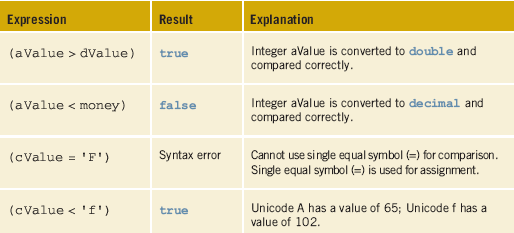 Expression Result Explanation
(aValue > dValue) true Integer aValue is converted to double and
compared correctly.
(aValue < money) false Integer aValue is converted to decimal and
compared correctly.
(cValue = 'F') Syntax error Cannot use single equal symbol (=) for comparison.
Single equal symbol (=) is used for assignment.
(cValue < 'f') true Unicode A has a value of 65; Unicode f has a
value of 102.